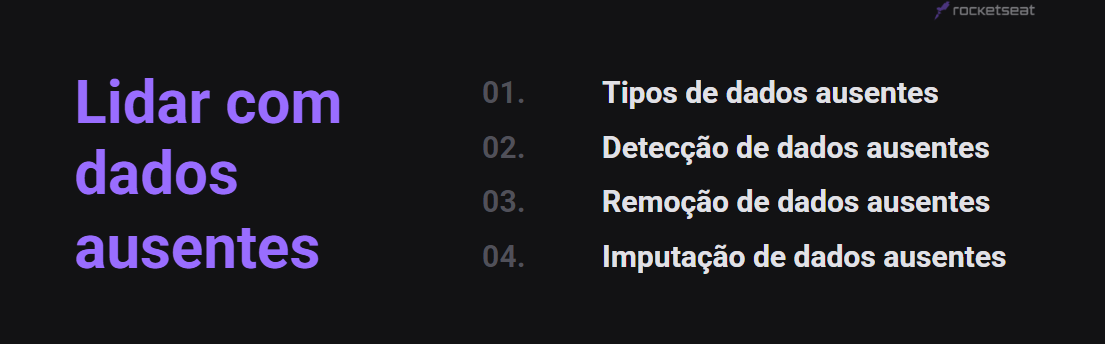 rocketseat
Lidar com
dados
ausentes
01. Tipos de dados ausentes
02. Detecção de dados ausentes
03. Remoção de dados ausentes
04. Imputação de dados ausentes